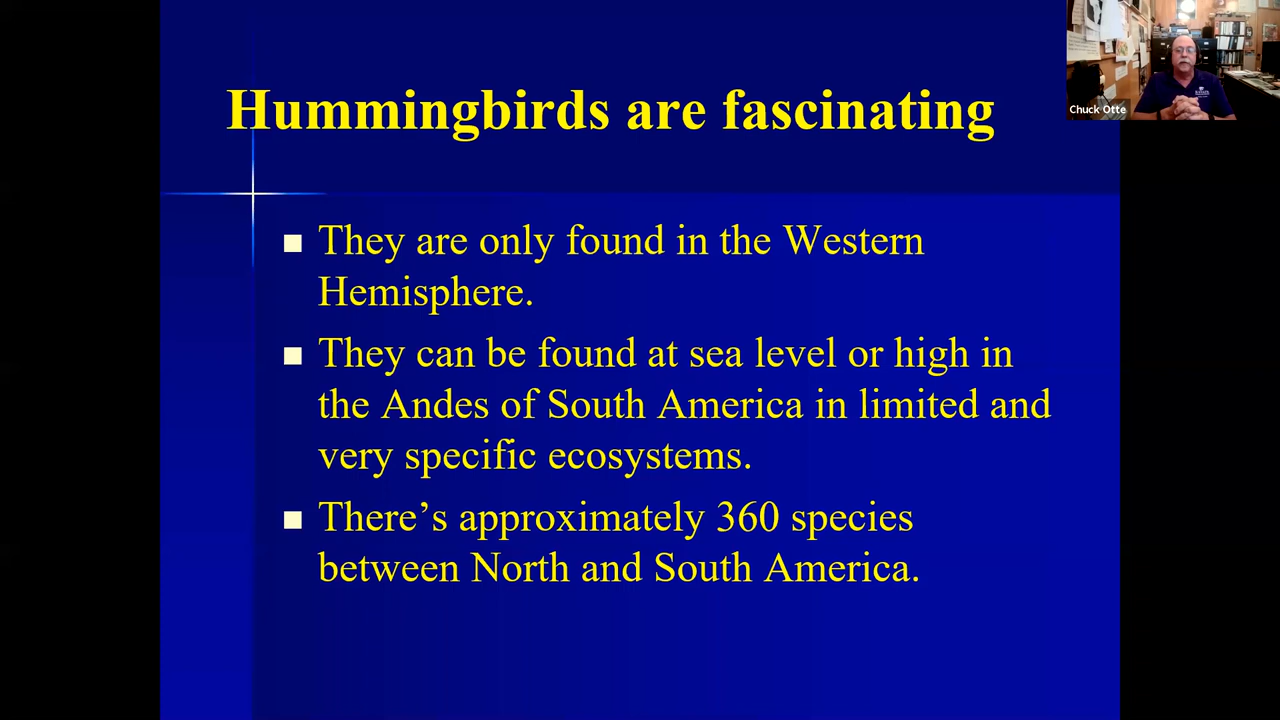 Hummingbirds are fascinating
Chuck Otte
They are only found in the Western
Hemisphere.
They can be found at sea level or high in
the Andes of South America in limited and
very specific ecosystems.
There’s approximately 360 species
between North and South America.